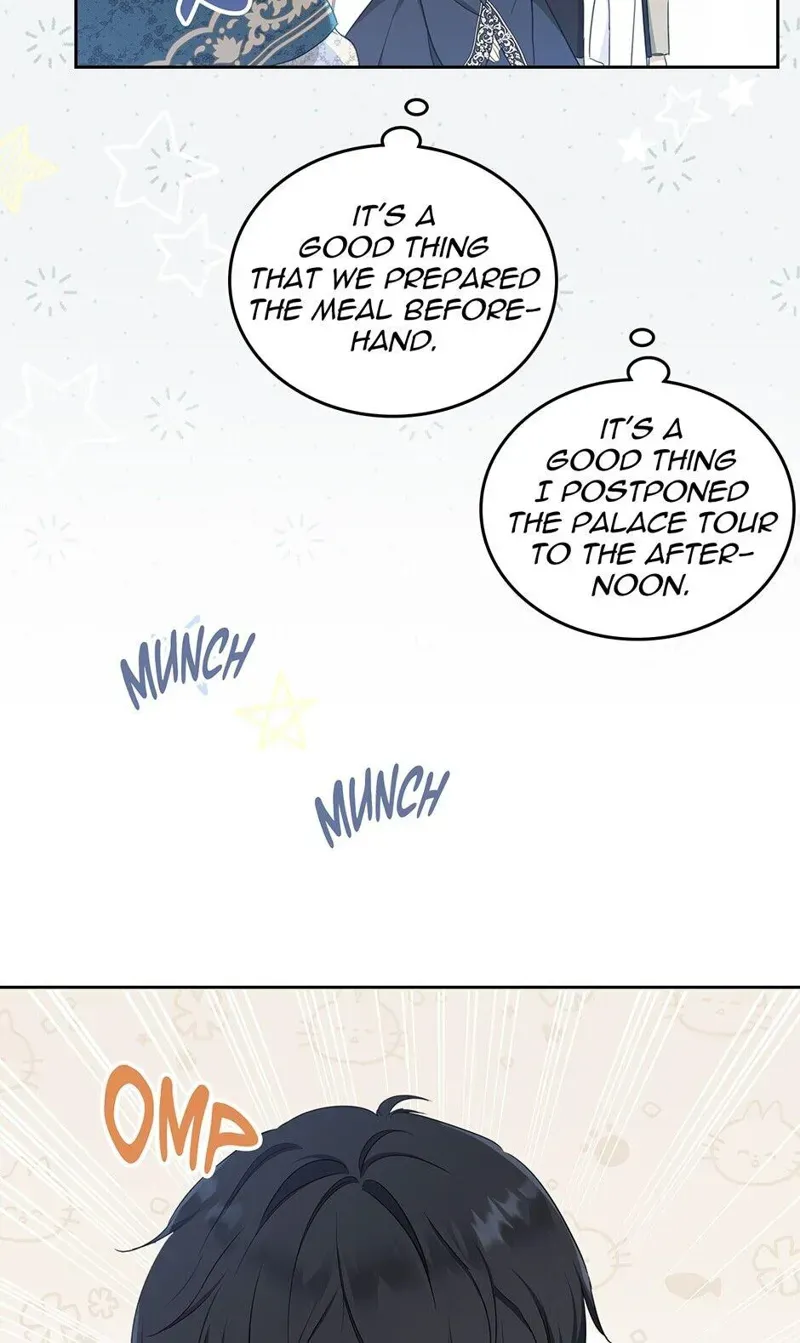 IT'S A
GOOD THING
THAT WE PREPARED
THE MEAL BEFORE-
HAND.
IT'S A
GOOD THING
I POSTPONED
THE PALACE TOUR
TO THE AFTER-
NOON.
MUNCH
MUNCH
OMP